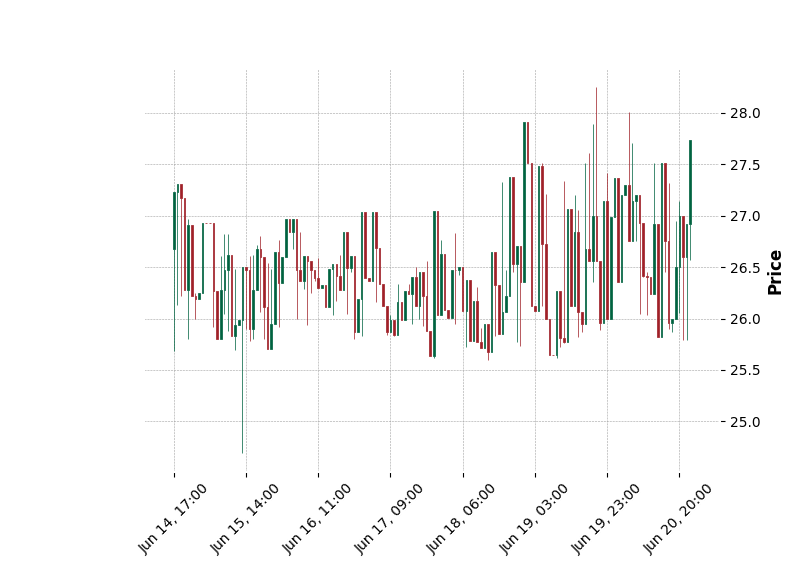 28.0
27.5
27.0
26.5
26.0
25.5
25.0
Price
Jun 14, 17:00
Jun 15, 14:00
Jun 16, 11:00
Jun 17, 09:00
Jun 18, 06:00
Jun 19, 03:00
Jun 19, 23:00
Jun 20, 20:00